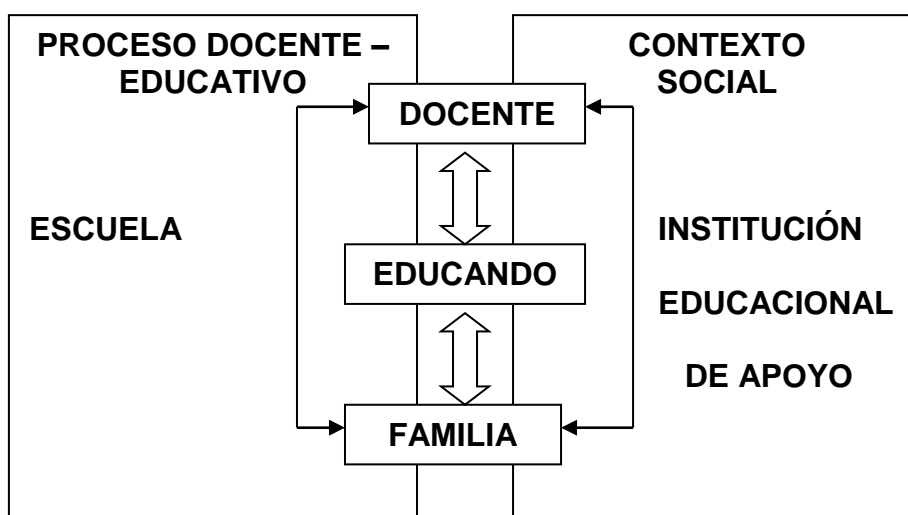 PROCESO DOCENTE –
EDUCATIVO
CONTEXTO
SOCIAL
DOCENTE
ESCUELA
INSTITUCIÓN
EDUCANDO
EDUCACIONAL
DE APOYO
FAMILIA